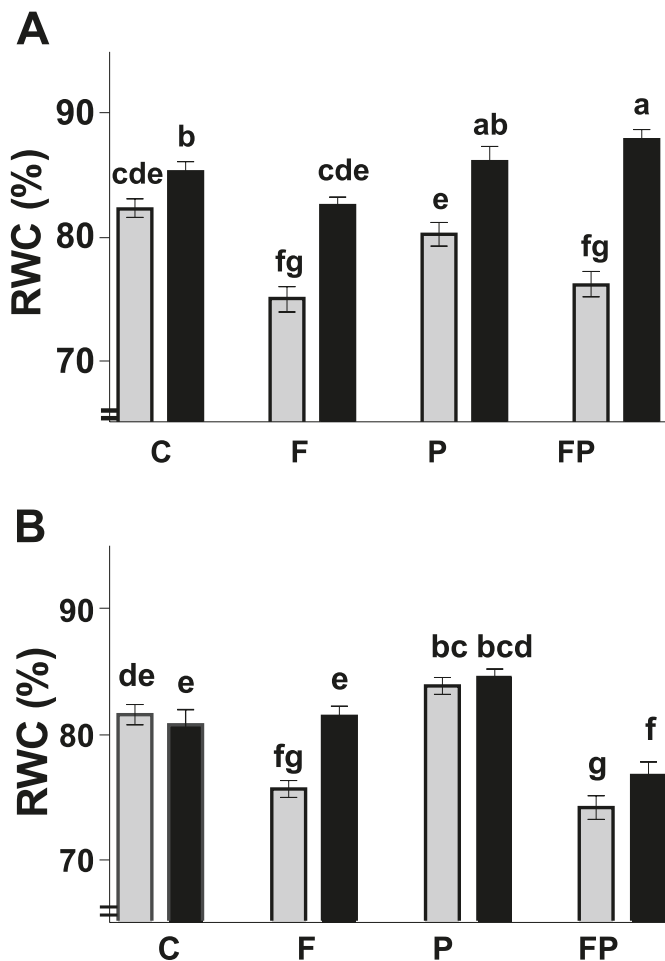 A
RWC (%)
90
80
70
cde b fg cde e ab fg a
C F P FP
B
RWC (%)
90
80
70
de e fg e bc bcd g f
C F P FP